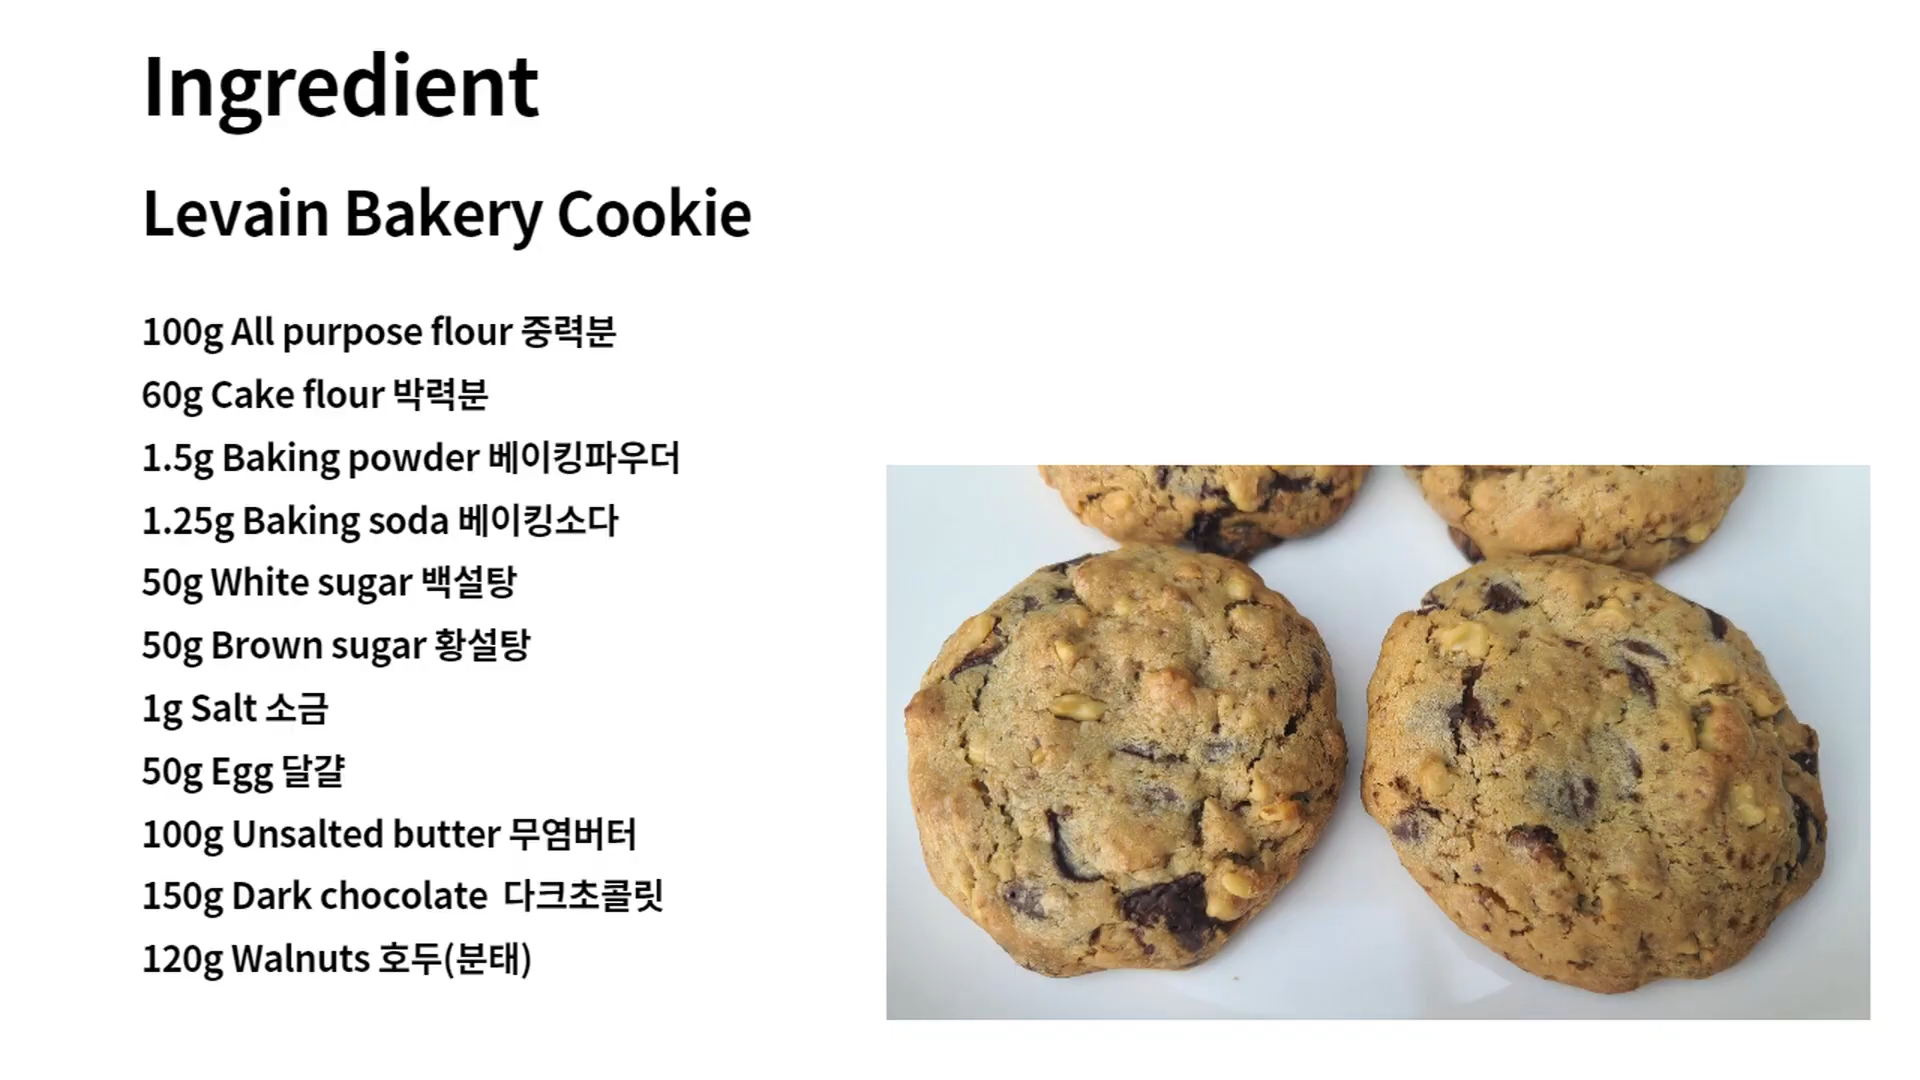 Ingredient
Levain Bakery Cookie
100g All purpose flour 중력분
60g Cake flour 박력분
1.5g Baking powder 베이킹파우더
1.25g Baking soda 베이킹소다
50g White sugar 백설탕
50g Brown sugar 황설탕
1g Salt 소금
50g Egg 달걀
100g Unsalted butter 무염버터
150g Dark chocolate 다크초콜릿
120g Walnuts 호두(분태)